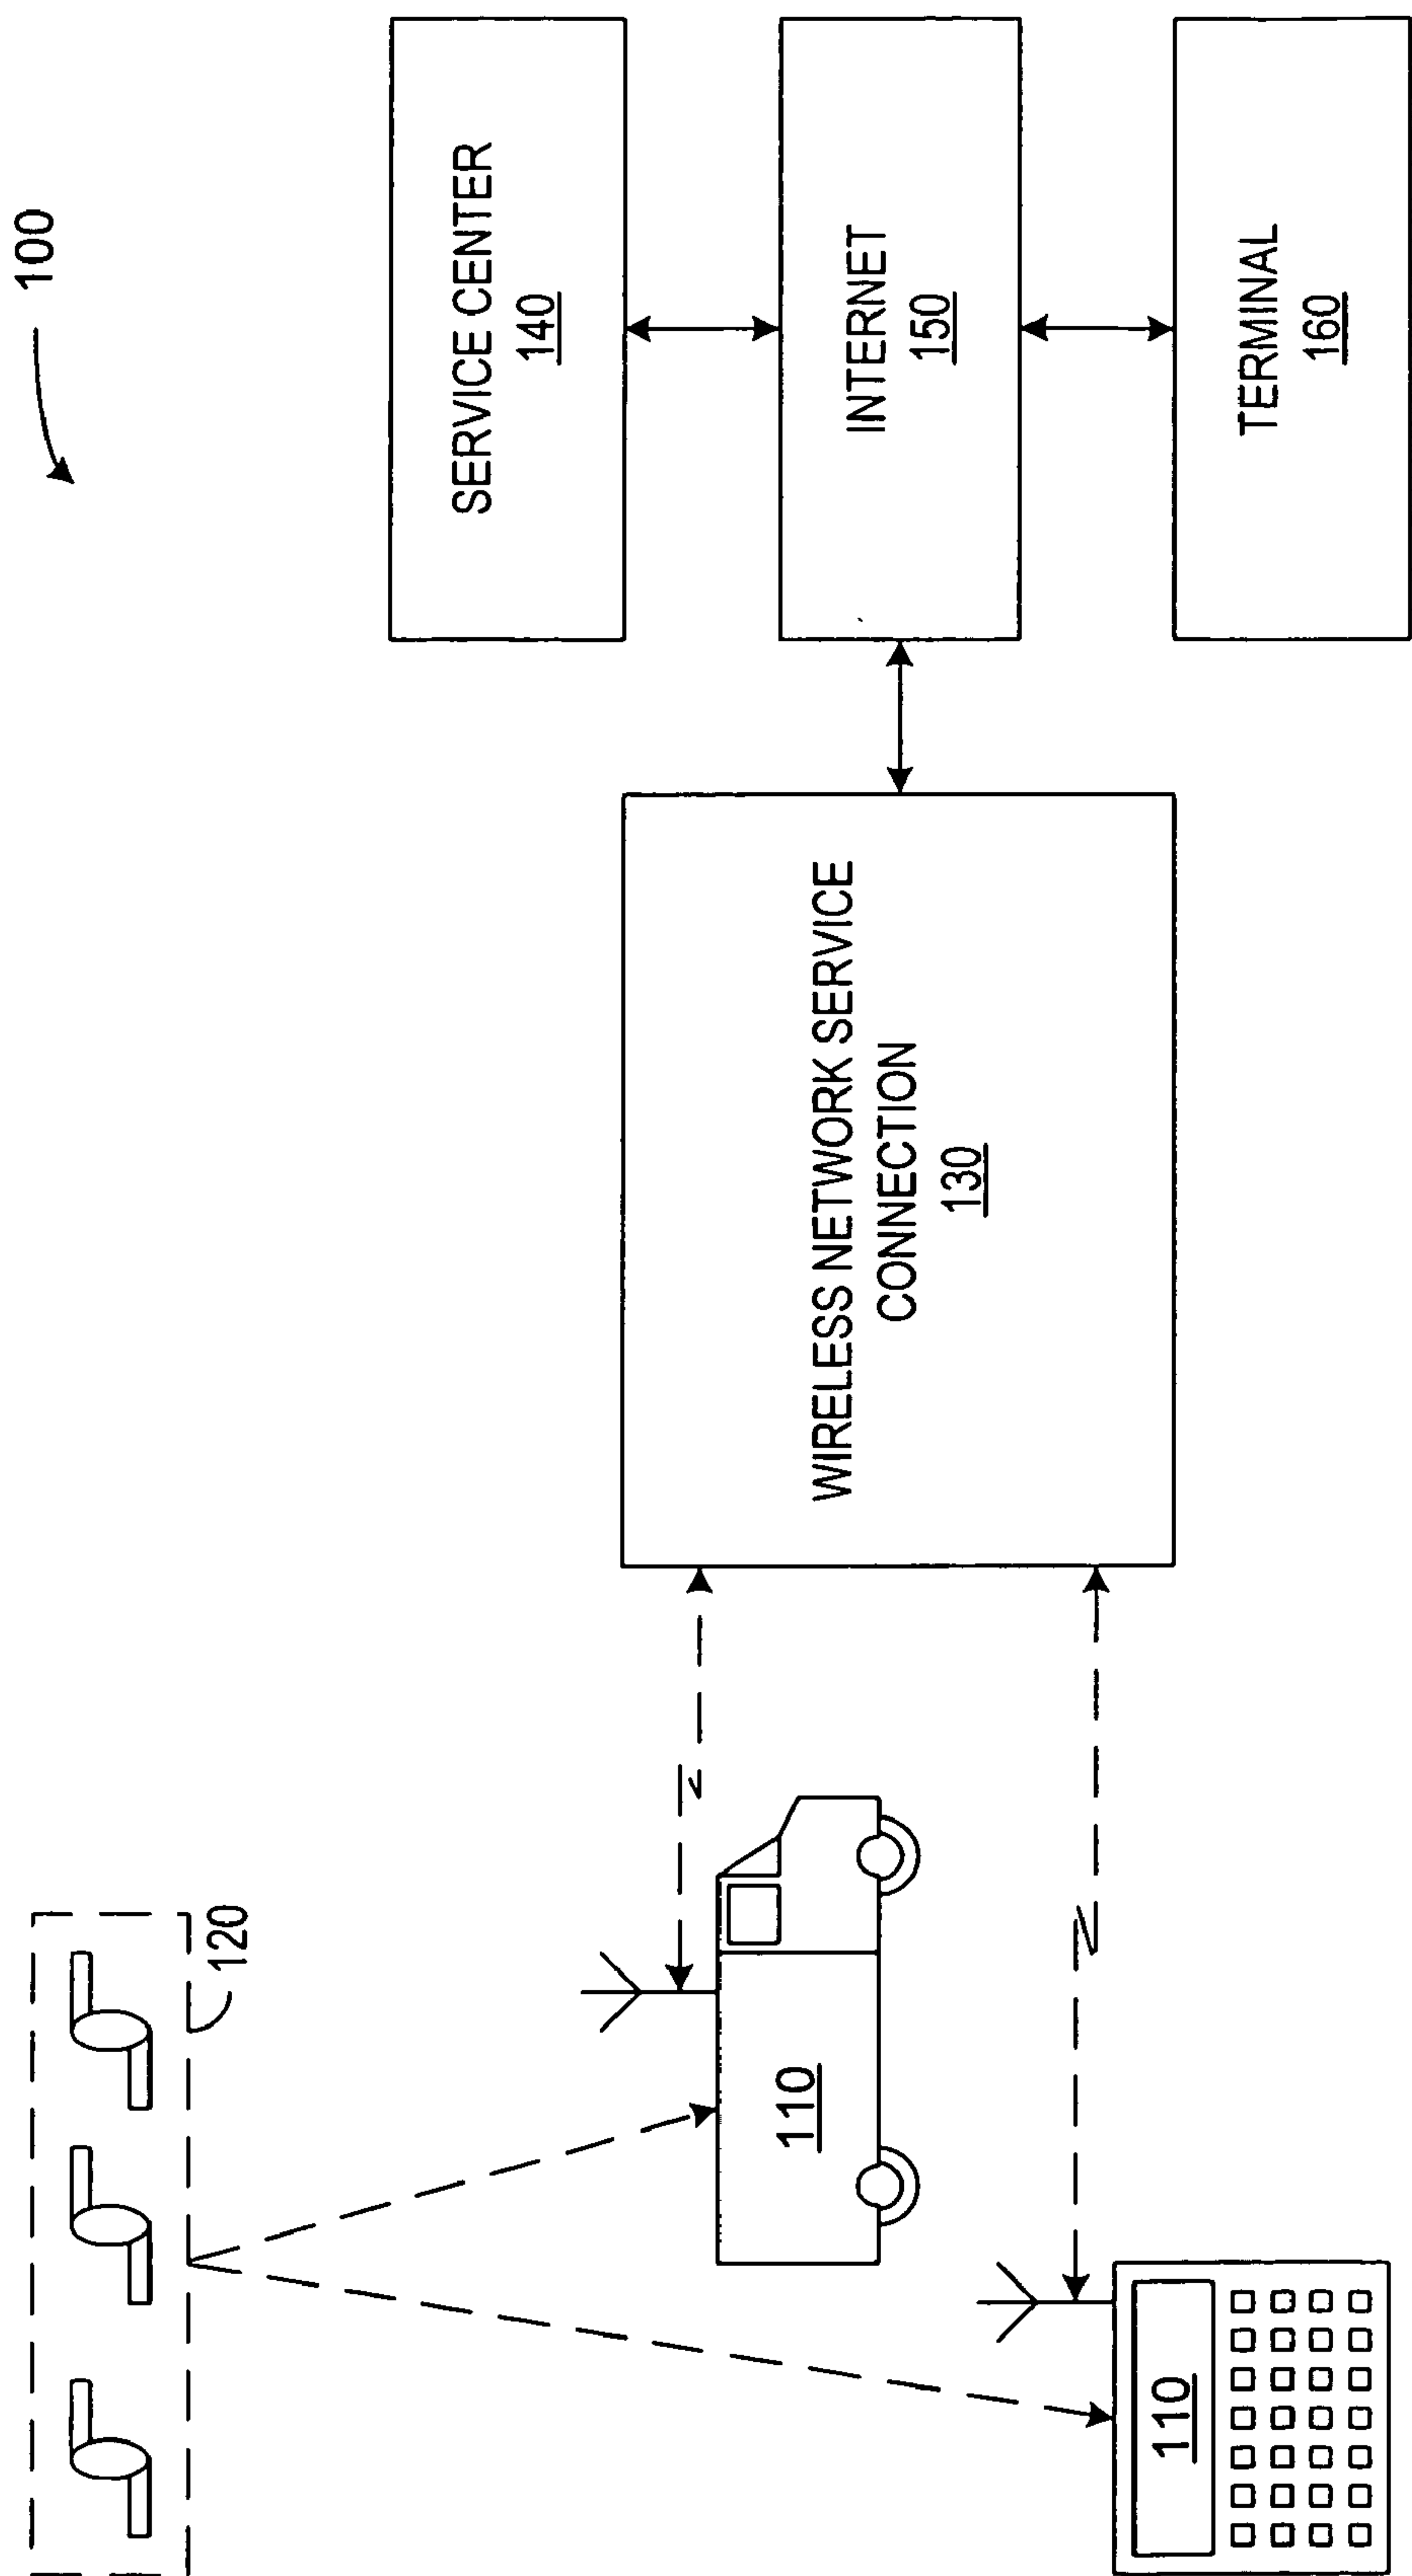 100
120
110
110
WIRELESS NETWORK SERVICE
CONNECTION
130
SERVICE CENTER
140
INTERNET
150
TERMINAL
160